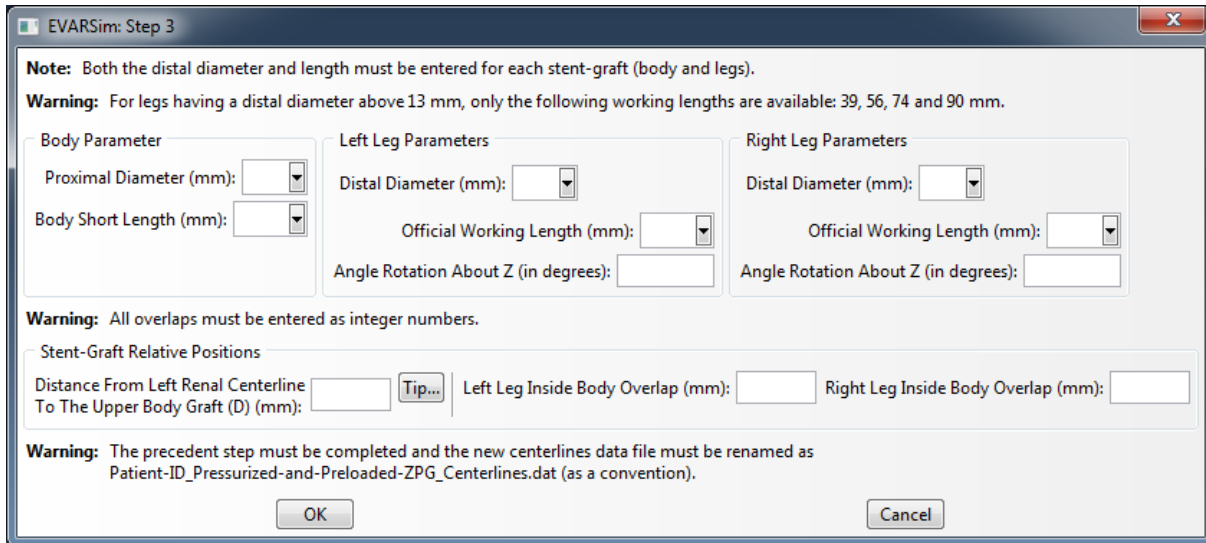 EVARSim: Step 3
Note: Both the distal diameter and length must be entered for each stent-graft (body and legs).
Warning: For legs having a distal diameter above 13 mm, only the following working lengths are available: 39, 56, 74 and 90 mm.
Body Parameter
Proximal Diameter (mm):
Body Short Length (mm):
Left Leg Parameters
Distal Diameter (mm):
Official Working Length (mm):
Angle Rotation About Z (in degrees):
Right Leg Parameters
Distal Diameter (mm):
Official Working Length (mm):
Angle Rotation About Z (in degrees):
Warning: All overlaps must be entered as integer numbers.
Stent-Graft Relative Positions
Distance From Left Renal Centerline
To The Upper Body Graft (D) (mm):
Tip...
Left Leg Inside Body Overlap (mm):
Right Leg Inside Body Overlap (mm):
Warning: The precedent step must be completed and the new centerlines data file must be renamed as
Patient-ID_Pressurized-and-Preloaded-ZPG_Centerlines.dat (as a convention).
OK
Cancel